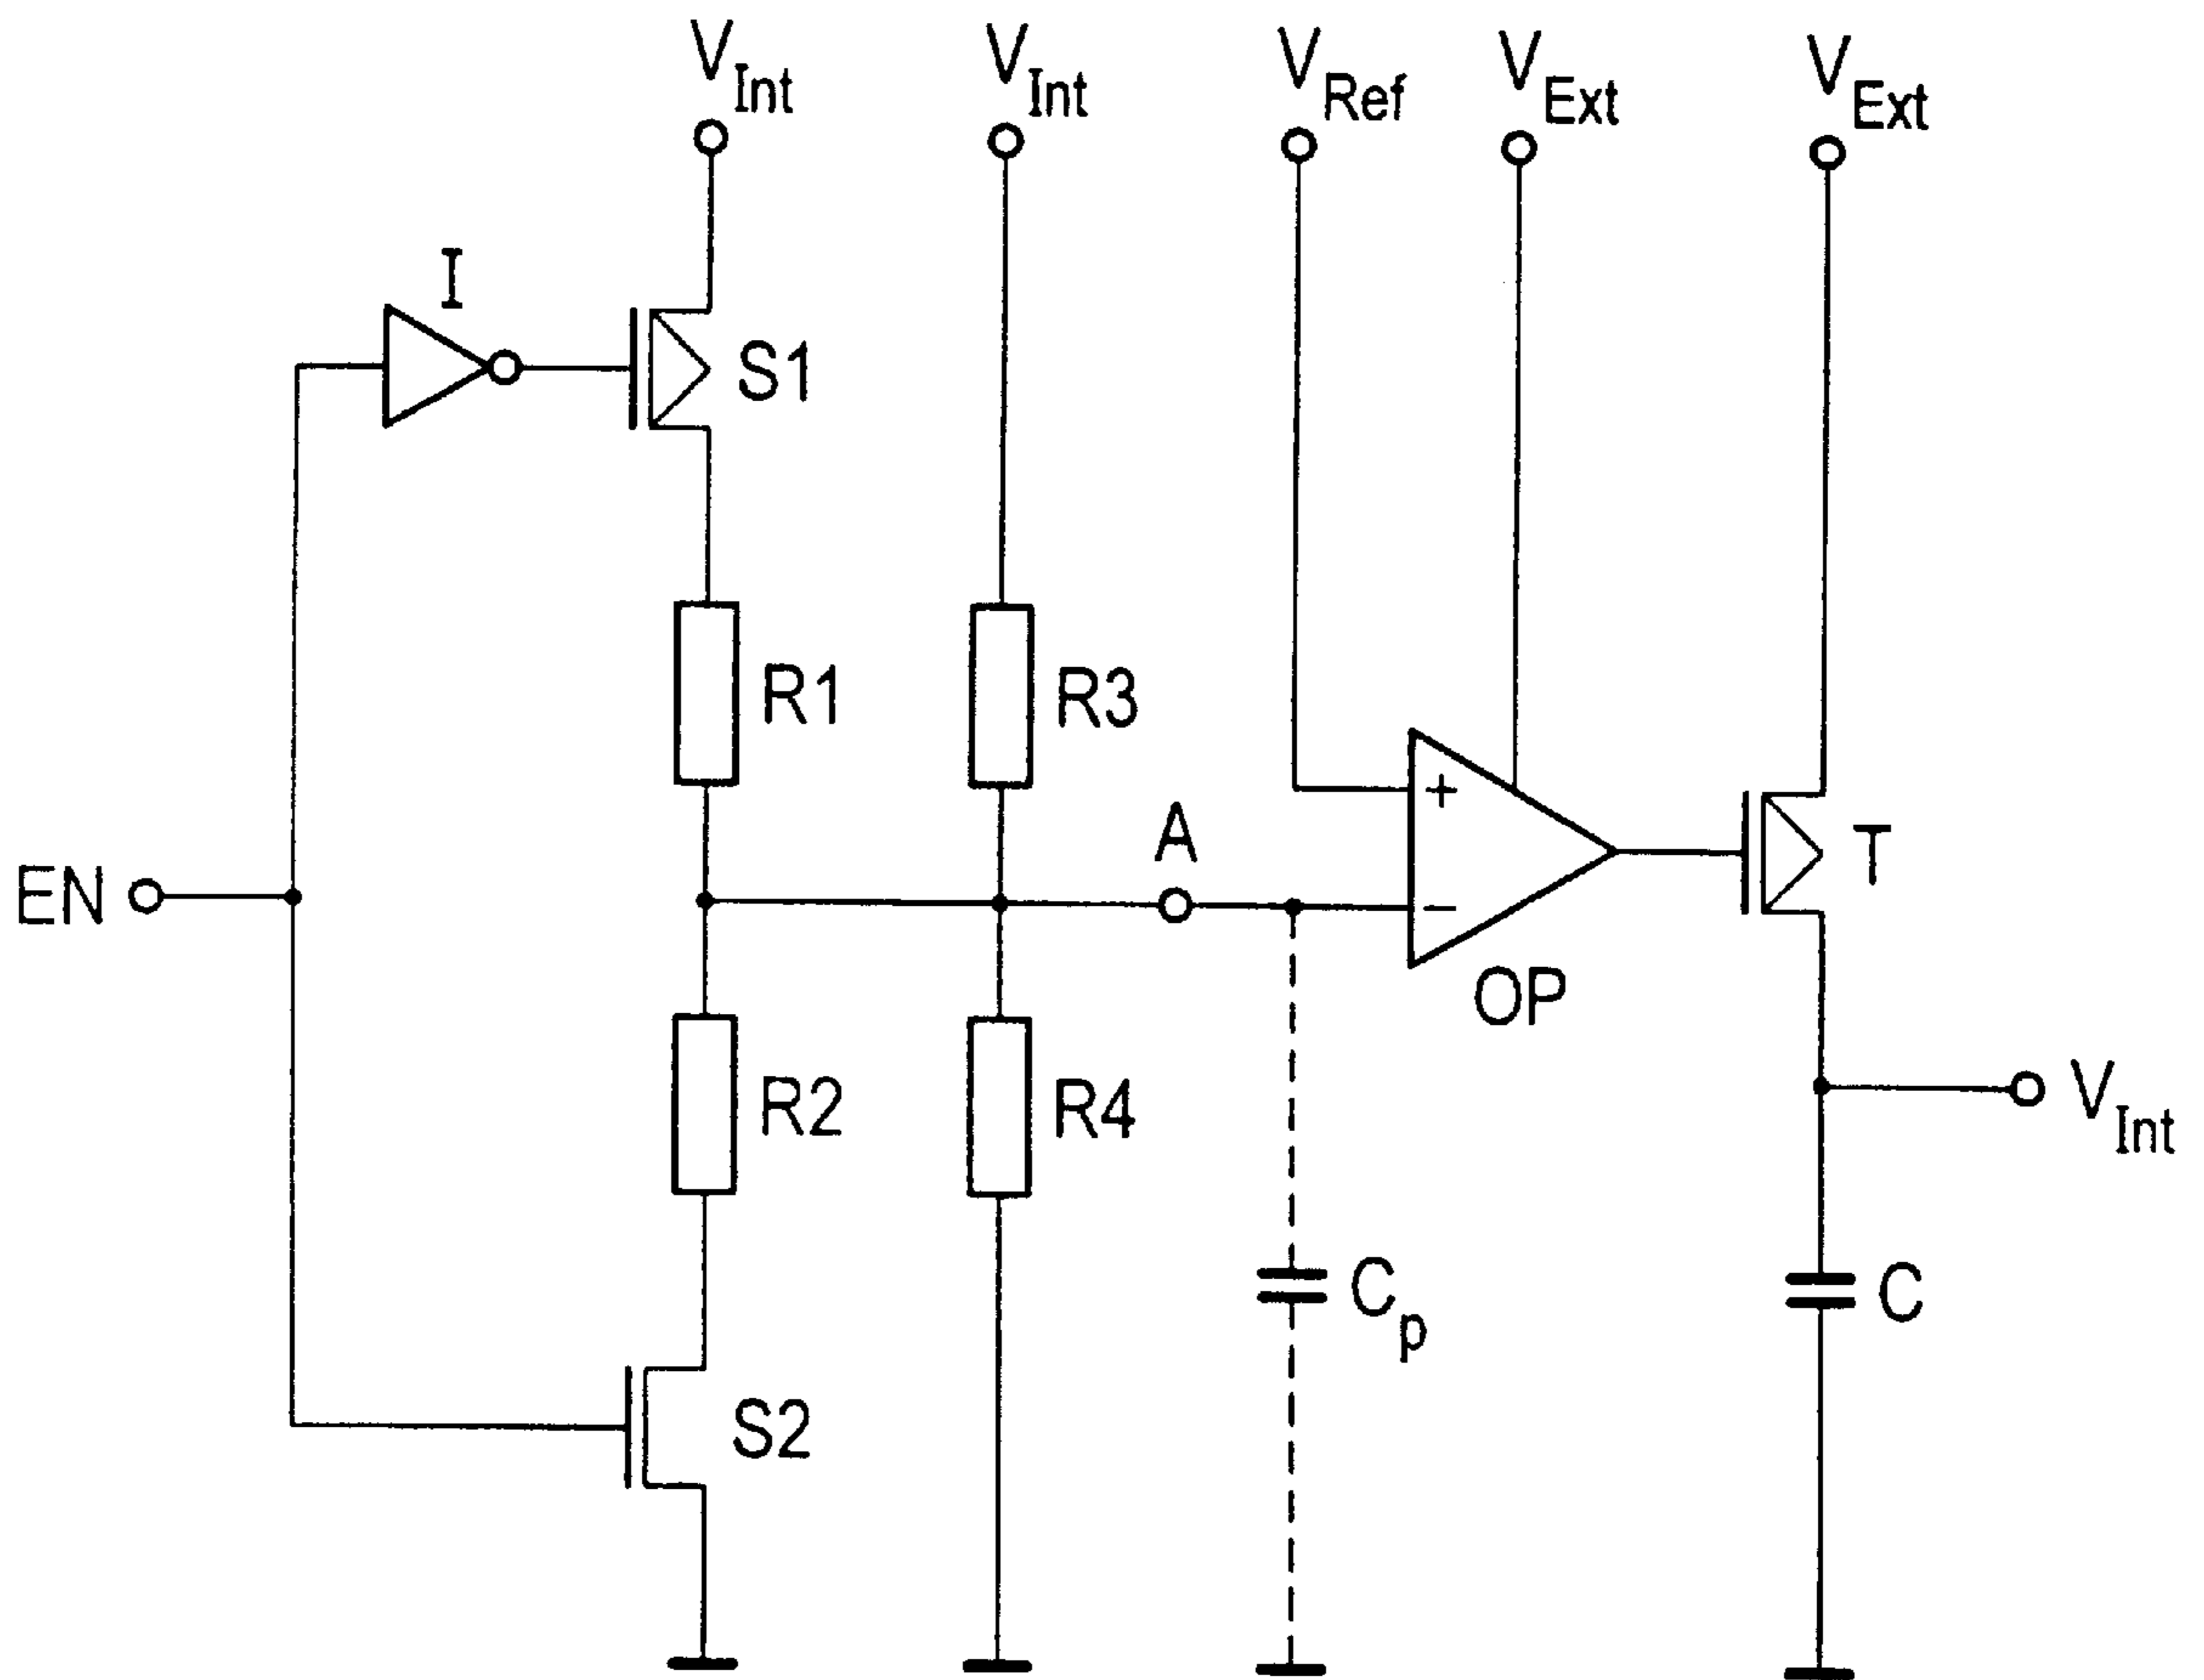 V_Int
V_Int
V_Ref
V_Ext
V_Ext
I
S1
R1
R3
+
A
T
EN
−
OP
R2
R4
V_Int
C_p
C
S2